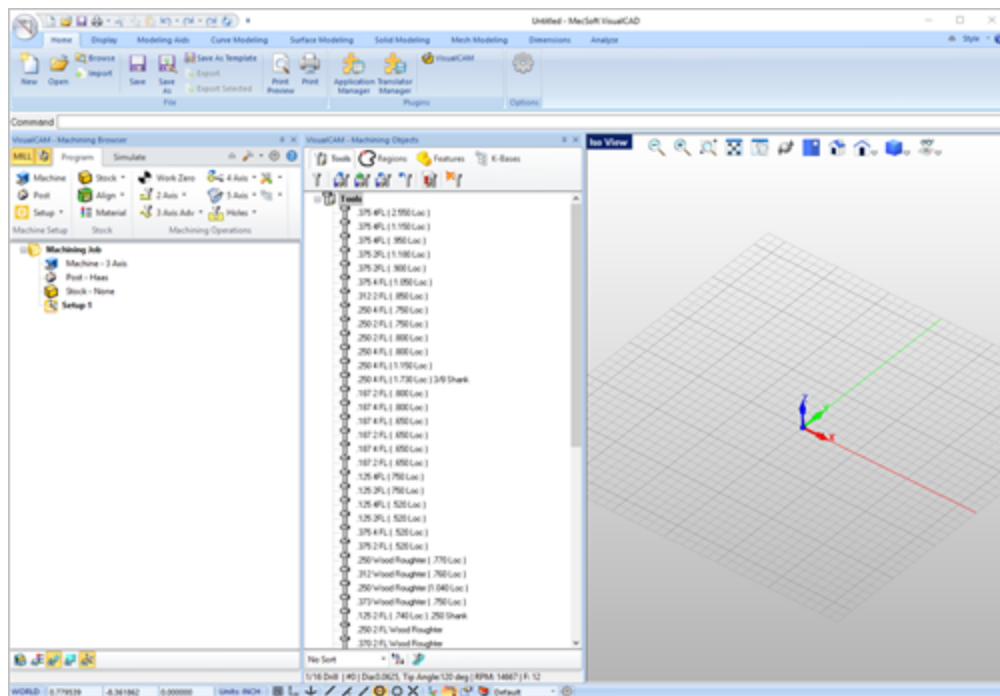 Untitled - MecSoft VisualCAD
Home Display Modeling Aids Curve Modeling Surface Modeling Solid Modeling Mesh Modeling Dimensions Analyze Style
Browse Save As Template VisualCAM
Import Export
New Open Save Save As Export Selected Print Preview Print Application Manager Translator Manager
File Plugins Options
Command
VisualCAM - Machining Browser VisualCAM - Machining Objects
MILL Program Simulate Tools Regions Features K-Bases
Iso View
Machine Stock Work Zero 4 Axis
Post Align 2 Axis 5 Axis
Setup Material 3 Axis Adv Holes
Machine Setup Stock Machining Operations
Machining Job
Machine - 3 Axis
Post - Haas
Stock - None
Setup 1
Tools
.375 4FL ( 2.550 Loc )
.375 4FL ( 1.150 Loc )
.375 4FL ( .950 Loc )
.375 2FL ( 1.100 Loc )
.375 2FL ( .900 Loc )
.375 4 FL ( 1.050 Loc )
.312 2 FL ( .850 Loc )
.250 4 FL ( .750 Loc )
.250 2 FL ( .750 Loc )
.250 2 FL ( .800 Loc )
.250 4 FL ( .800 Loc )
.250 4 FL ( 1.150 Loc )
.250 4 FL ( 1.730 Loc ) 3/8 Shank
.187 2 FL ( .800 Loc )
.187 4 FL ( .800 Loc )
.187 4 FL ( .650 Loc )
.187 2 FL ( .650 Loc )
.187 4 FL ( .650 Loc )
.187 2 FL ( .650 Loc )
.125 4FL ( 750 Loc )
.125 2FL ( 750 Loc )
.125 4FL ( .520 Loc )
.125 2FL ( .520 Loc )
.375 4 FL ( .520 Loc )
.375 2 FL ( .520 Loc )
.250 Wood Roughter ( .770 Loc )
.312 Wood Roughter ( .760 Loc )
.250 Wood Roughter (1.040 Loc )
.373 Wood Roughter ( .750 Loc )
.125 2 FL ( .740 Loc ) .250 Shank
.250 2 FL Wood Roughter
.370 2 FL Wood Roughter
Z
Y
X
No Sort
1/16 Drill | #0 | Dia:0.0625, Tip Angle:120 deg | RPM: 14667 | F: 12
WORLD 0.779539 -0.361862 0.000000 Units: INCH Default